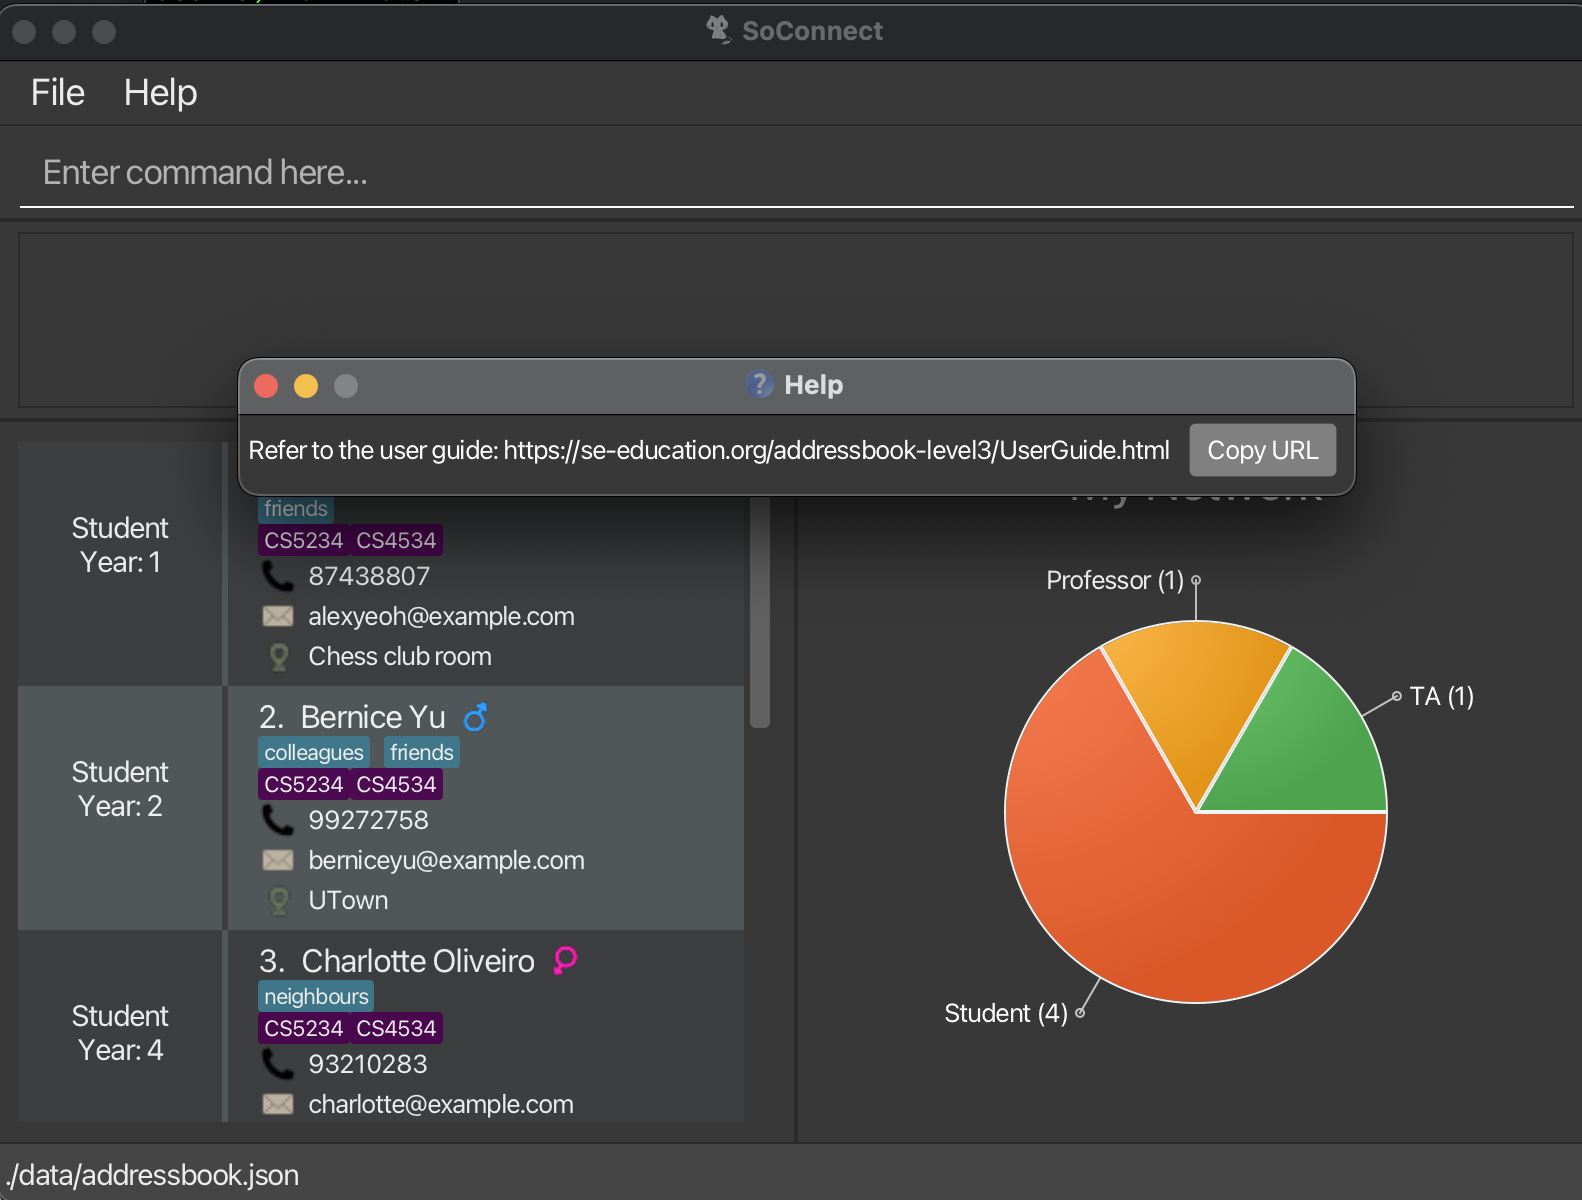 SoConnect
File Help
Enter command here...
Help
Refer to the user guide: https://se-education.org/addressbook-level3/UserGuide.html Copy URL
My Network
Student
Year: 1
friends
CS5234 CS4534
87438807
alexyeoh@example.com
Chess club room
Student
Year: 2
2. Bernice Yu
colleagues friends
CS5234 CS4534
99272758
berniceyu@example.com
UTown
Student
Year: 4
3. Charlotte Oliveiro
neighbours
CS5234 CS4534
93210283
charlotte@example.com
Professor (1)
TA (1)
Student (4)
./data/addressbook.json